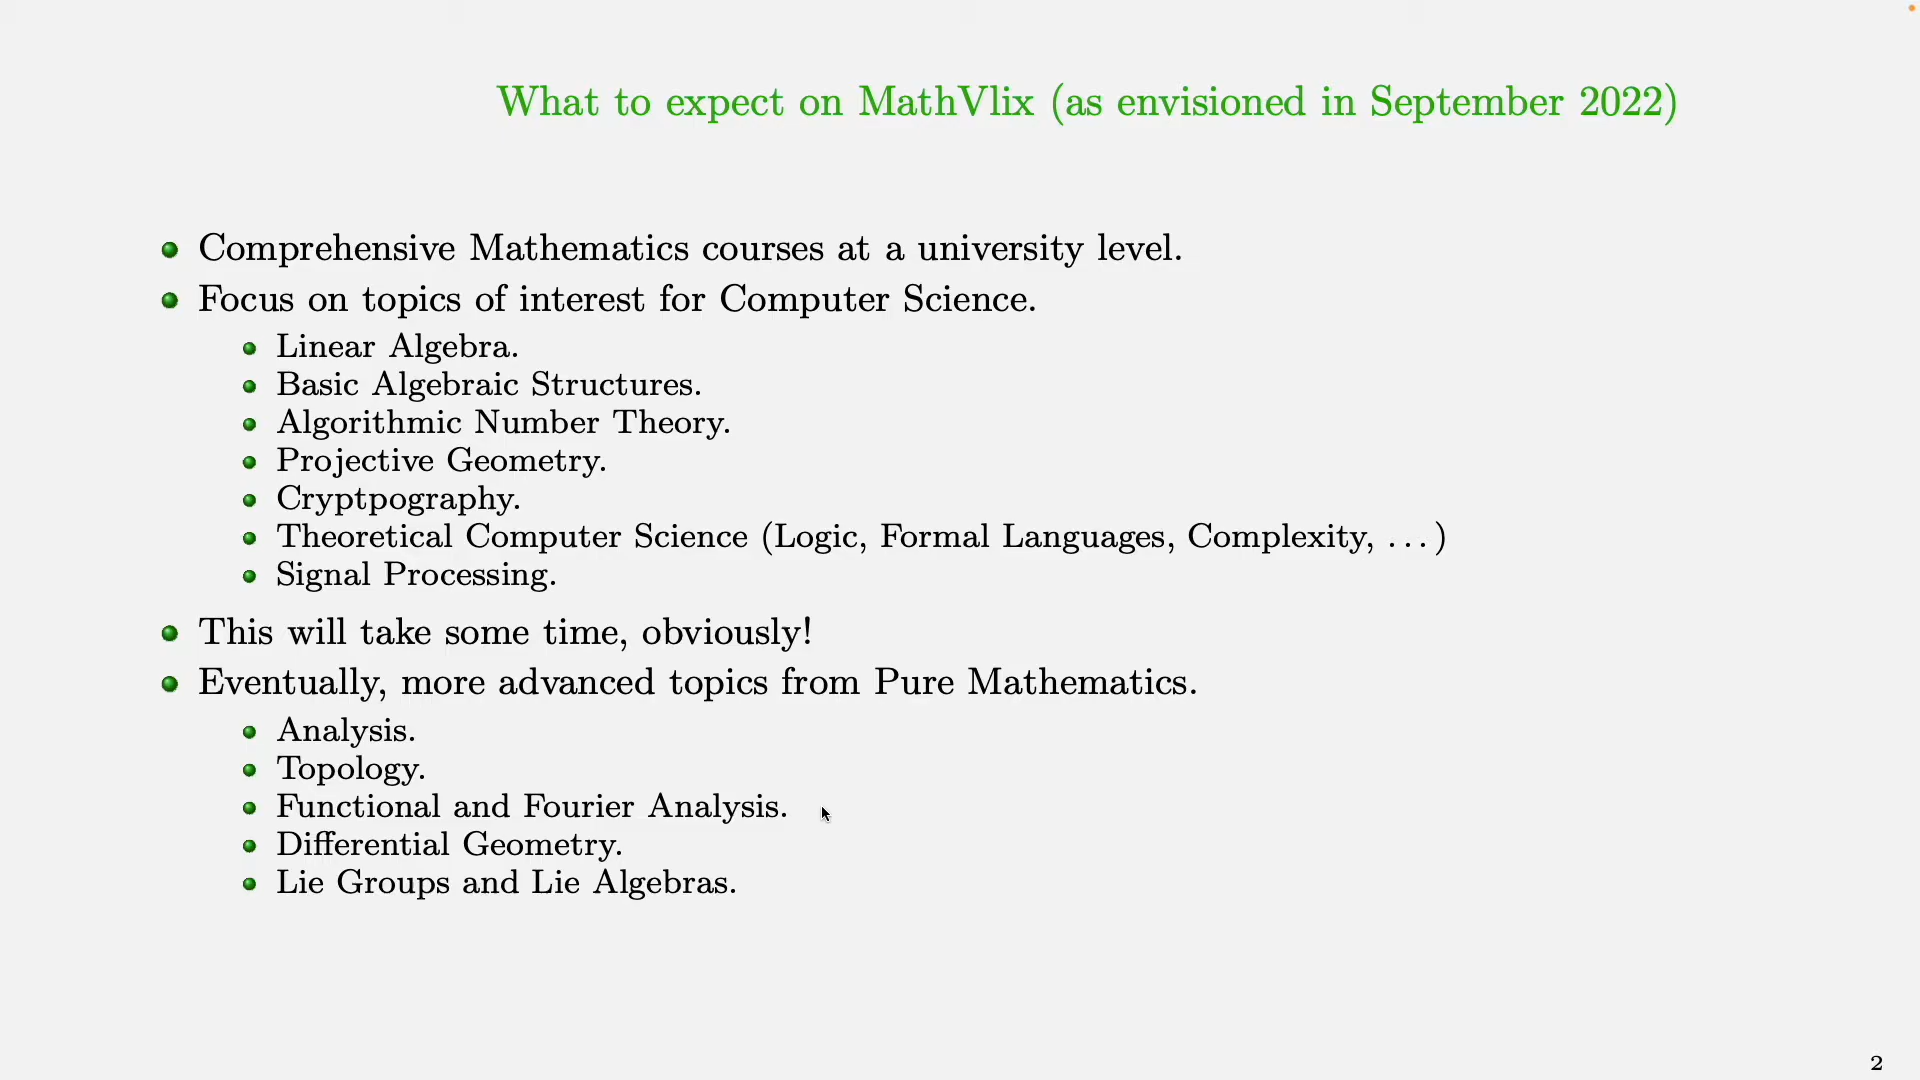 What to expect on MathVlix (as envisioned in September 2022)
Comprehensive Mathematics courses at a university level.
Focus on topics of interest for Computer Science.
Linear Algebra.
Basic Algebraic Structures.
Algorithmic Number Theory.
Projective Geometry.
Cryptpography.
Theoretical Computer Science (Logic, Formal Languages, Complexity, ...)
Signal Processing.
This will take some time, obviously!
Eventually, more advanced topics from Pure Mathematics.
Analysis.
Topology.
Functional and Fourier Analysis.
Differential Geometry.
Lie Groups and Lie Algebras.
2